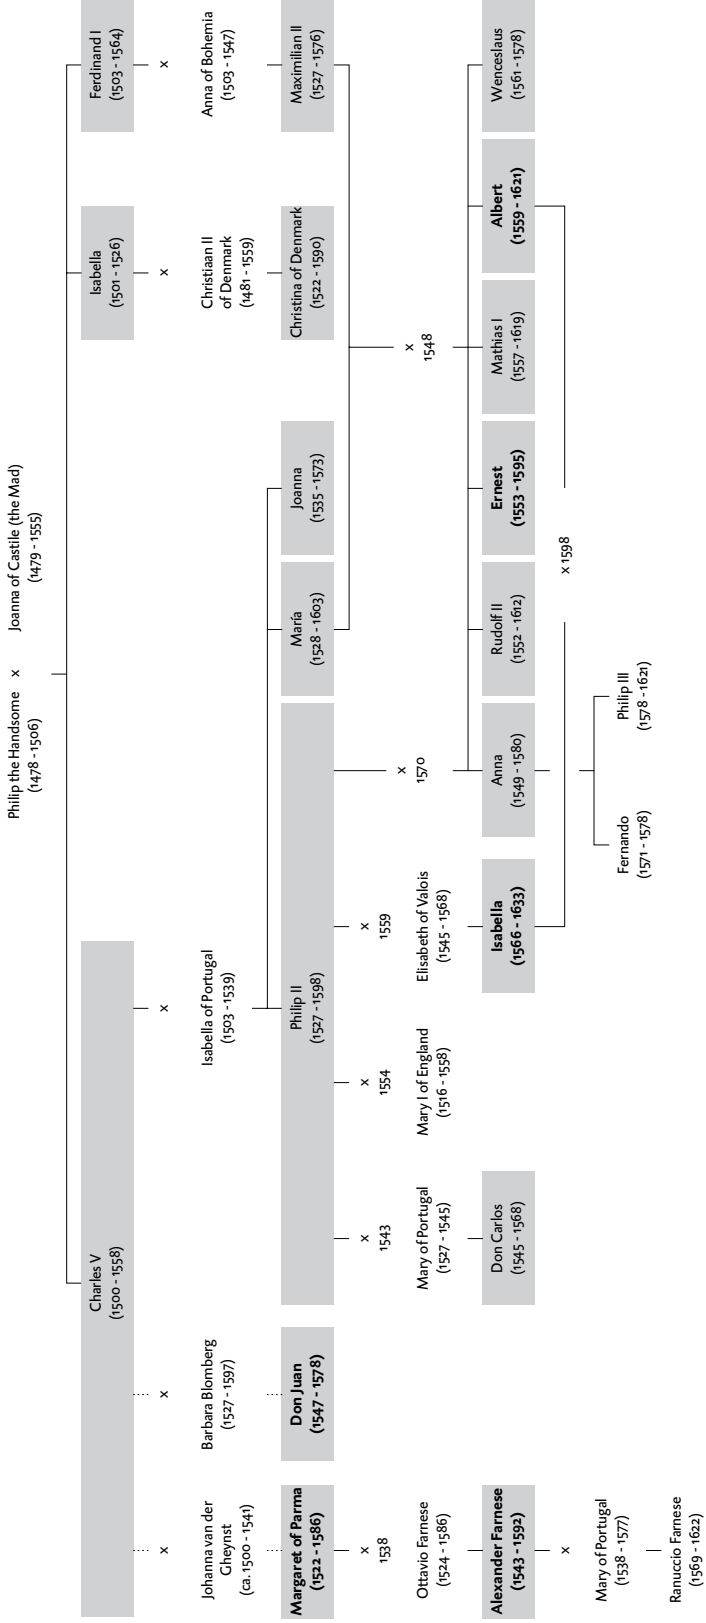 Philip the Handsome x Joanna of Castile (the Mad)
(1478 - 1506) (1479 - 1555)
Charles V
(1500 - 1558)
Isabella
(1501 - 1526)
Ferdinand I
(1503 - 1564)
x
x
x
x
x
Johanna van der
Gheynst
(ca. 1500 - 1541)
Barbara Blomberg
(1527 - 1597)
Isabella of Portugal
(1503 - 1539)
Christiaan II
of Denmark
(1481 - 1559)
Anna of Bohemia
(1503 - 1547)
Margaret of Parma
(1522 - 1586)
Don Juan
(1547 - 1578)
Philip II
(1527 - 1598)
María
(1528 - 1603)
Joanna
(1535 - 1573)
Christina of Denmark
(1522 - 1590)
Maximilian II
(1527 - 1576)
x
1538
x
1543
x
1554
x
1559
x
1570
x
1548
Ottavio Farnese
(1524 - 1586)
Mary of Portugal
(1527 - 1545)
Mary I of England
(1516 - 1558)
Elisabeth of Valois
(1545 - 1568)
Alexander Farnese
(1543 - 1592)
Don Carlos
(1545 - 1568)
Isabella
(1566 - 1633)
Anna
(1549 - 1580)
Rudolf II
(1552 - 1612)
Ernest
(1553 - 1595)
Mathias I
(1557 - 1619)
Albert
(1559 - 1621)
Wenceslaus
(1561 - 1578)
x
x 1598
Mary of Portugal
(1538 - 1577)
Fernando
(1571 - 1578)
Philip III
(1578 - 1621)
Ranuccio Farnese
(1569 - 1622)